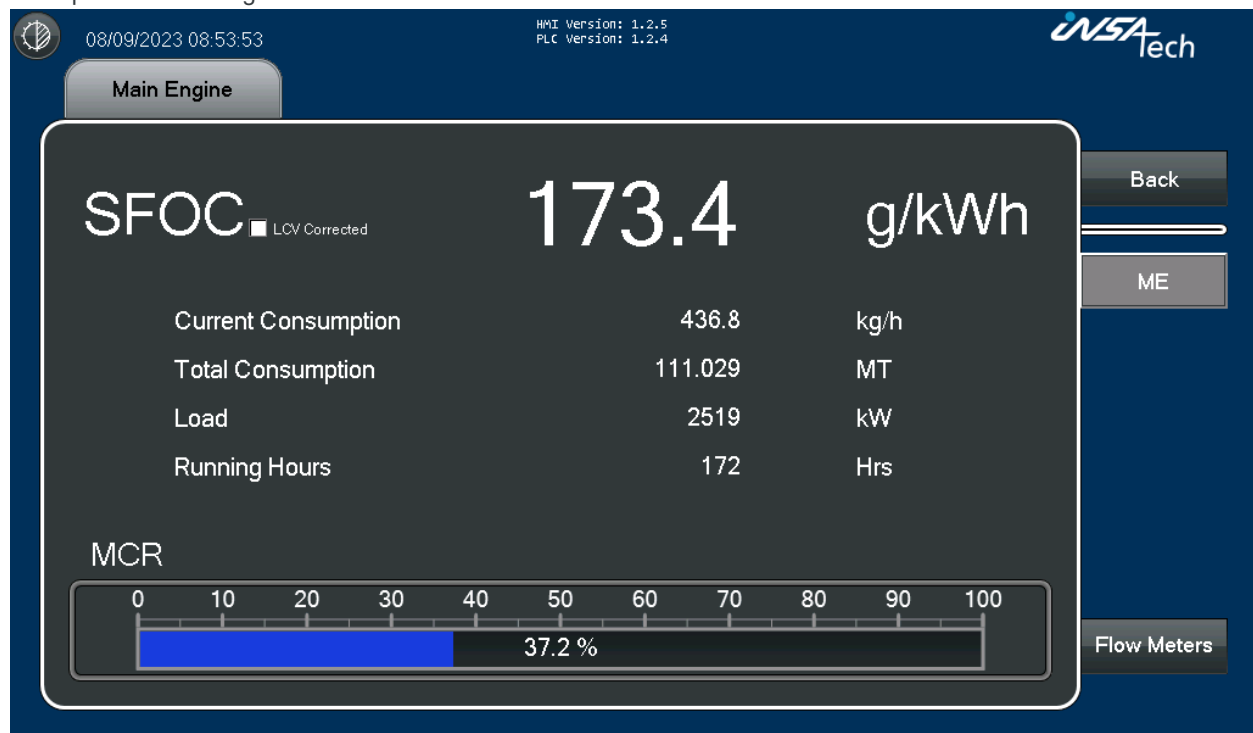 HMI Version: 1.2.5
08/09/2023 08:53:53
PLC Version: 1.2.4
iNSATech
Main Engine
Back
SFOC LCV Corrected 173.4 g/kWh
ME
Current Consumption 436.8 kg/h
Total Consumption 111.029 MT
Load 2519 kW
Running Hours 172 Hrs
MCR
0 10 20 30 40 50 60 70 80 90 100
37.2 %
Flow Meters